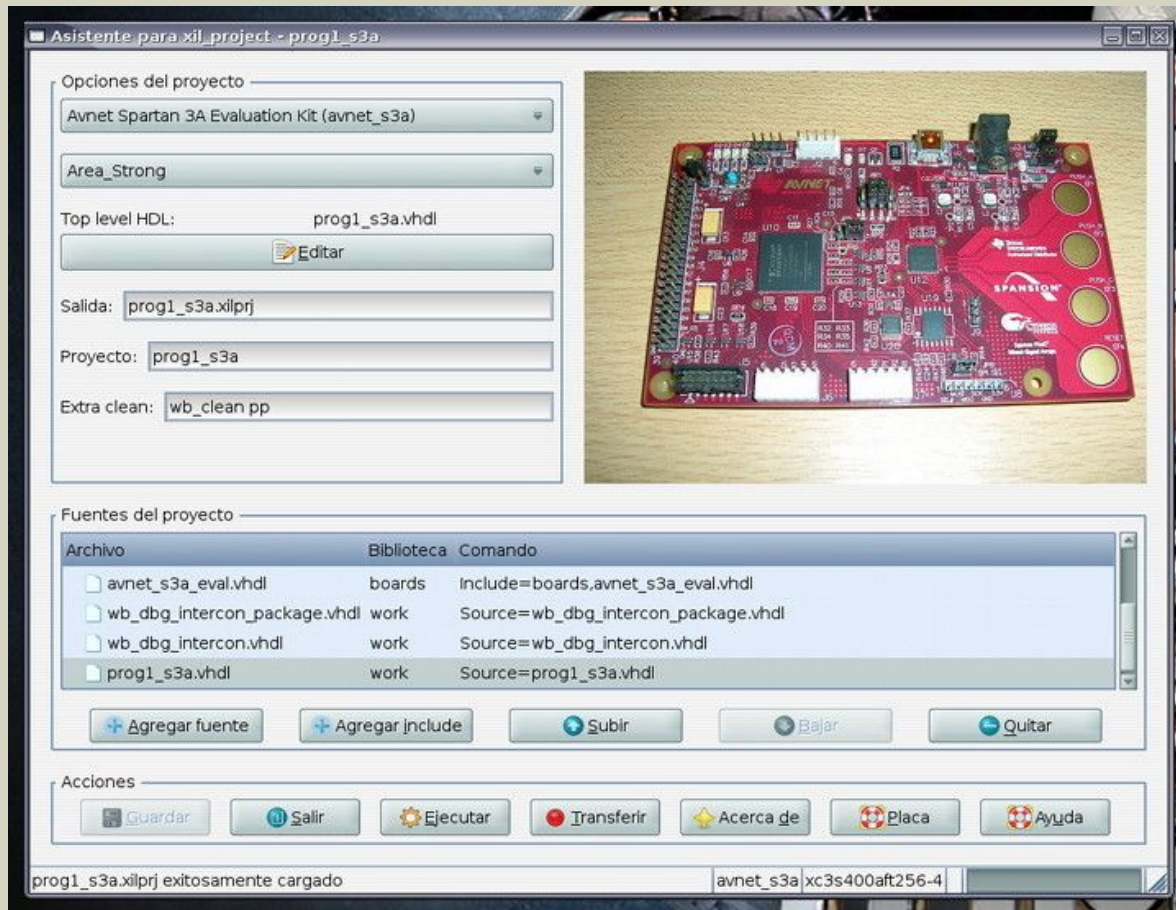 Asistente para xil_project - prog1_s3a
Opciones del proyecto
Avnet Spartan 3A Evaluation Kit (avnet_s3a)
Area_Strong
Top level HDL: prog1_s3a.vhdl
Editar
Salida: prog1_s3a.xilprj
Proyecto: prog1_s3a
Extra clean: wb_clean pp
AVNET
SPANSION
Fuentes del proyecto
Archivo Biblioteca Comando
avnet_s3a_eval.vhdl boards Include=boards,avnet_s3a_eval.vhdl
wb_dbg_intercon_package.vhdl work Source=wb_dbg_intercon_package.vhdl
wb_dbg_intercon.vhdl work Source=wb_dbg_intercon.vhdl
prog1_s3a.vhdl work Source=prog1_s3a.vhdl
Agregar fuente Agregar include Subir Bajar Quitar
Acciones
Guardar Salir Ejecutar Transferir Acerca de Placa Ayuda
prog1_s3a.xilprj exitosamente cargado avnet_s3a xc3s400aft256-4